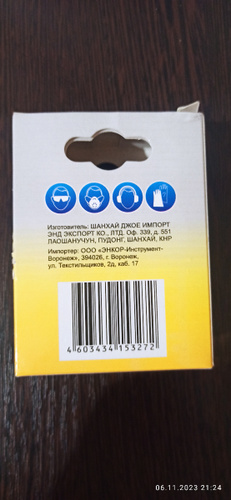 Изготовитель: ШАНХАЙ ДЖОЕ ИМПОРТ
ЭНД ЭКСПОРТ КО., ЛТД. Оф. 339, д. 551
ЛАОШАНУЧУН, ПУДОНГ, ШАНХАЙ, КНР
Импортер: ООО «ЭНКОР-Инструмент-
Воронеж», 394026, г. Воронеж,
ул. Текстильщиков, 2д, каб. 17
4603434153272
06.11.2023 21:24